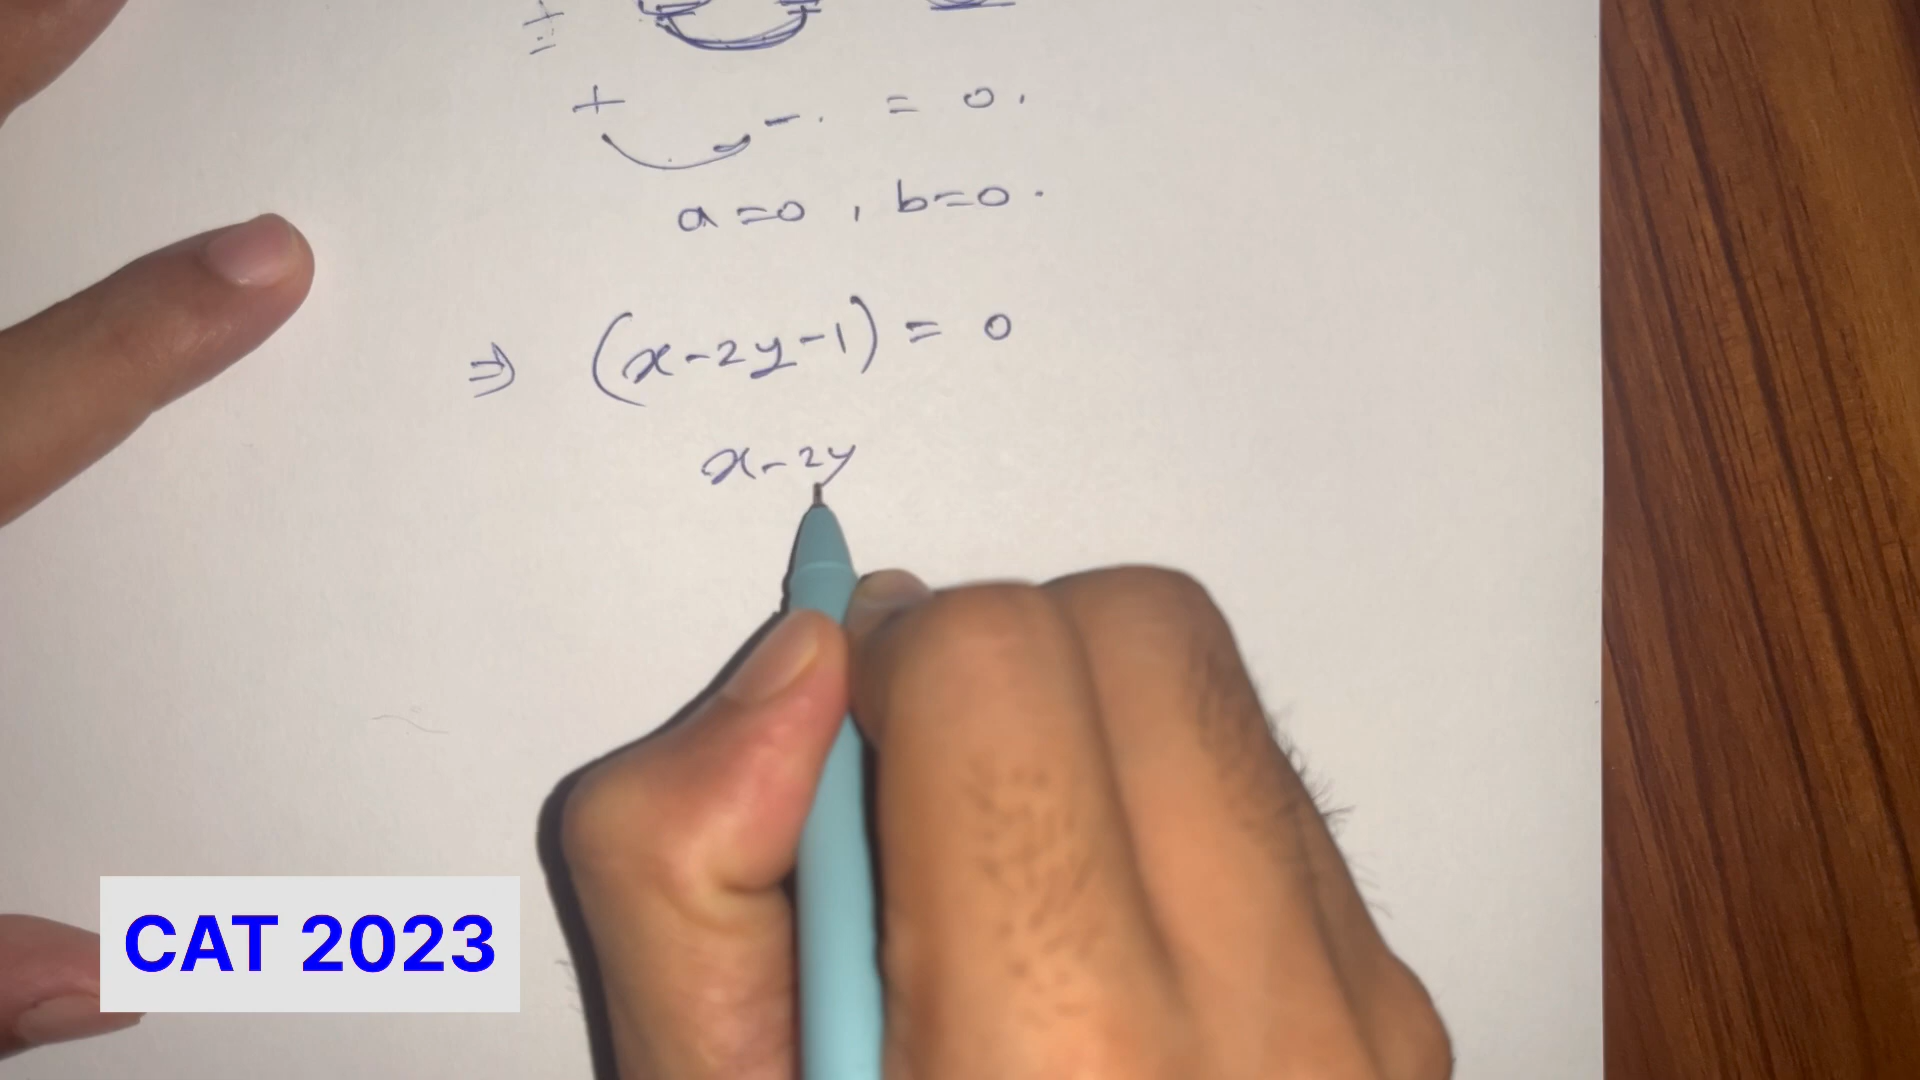 +
=
+ - . = 0 .
a = 0 , b = 0 .
⇒ (x - 2y - 1) = 0
x - 2y
CAT 2023